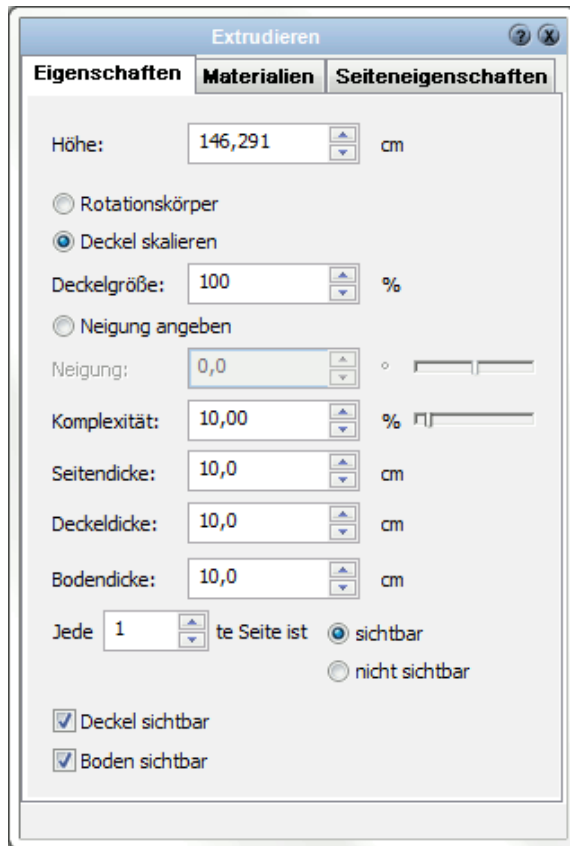 Extrudieren
Eigenschaften Materialien Seiteneigenschaften
Höhe: 146,291 cm
Rotationskörper
Deckel skalieren
Deckelgröße: 100 %
Neigung angeben
Neigung: 0,0 °
Komplexität: 10,00 %
Seitendicke: 10,0 cm
Deckeldicke: 10,0 cm
Bodendicke: 10,0 cm
Jede 1 te Seite ist sichtbar
nicht sichtbar
Deckel sichtbar
Boden sichtbar